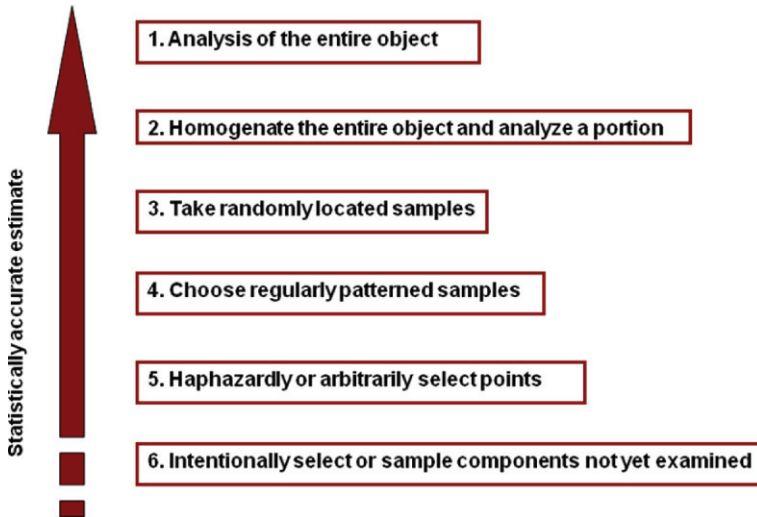 1. Analysis of the entire object
2. Homogenate the entire object and analyze a portion
3. Take randomly located samples
4. Choose regularly patterned samples
5. Haphazardly or arbitrarily select points
6. Intentionally select or sample components not yet examined
Statistically accurate estimate